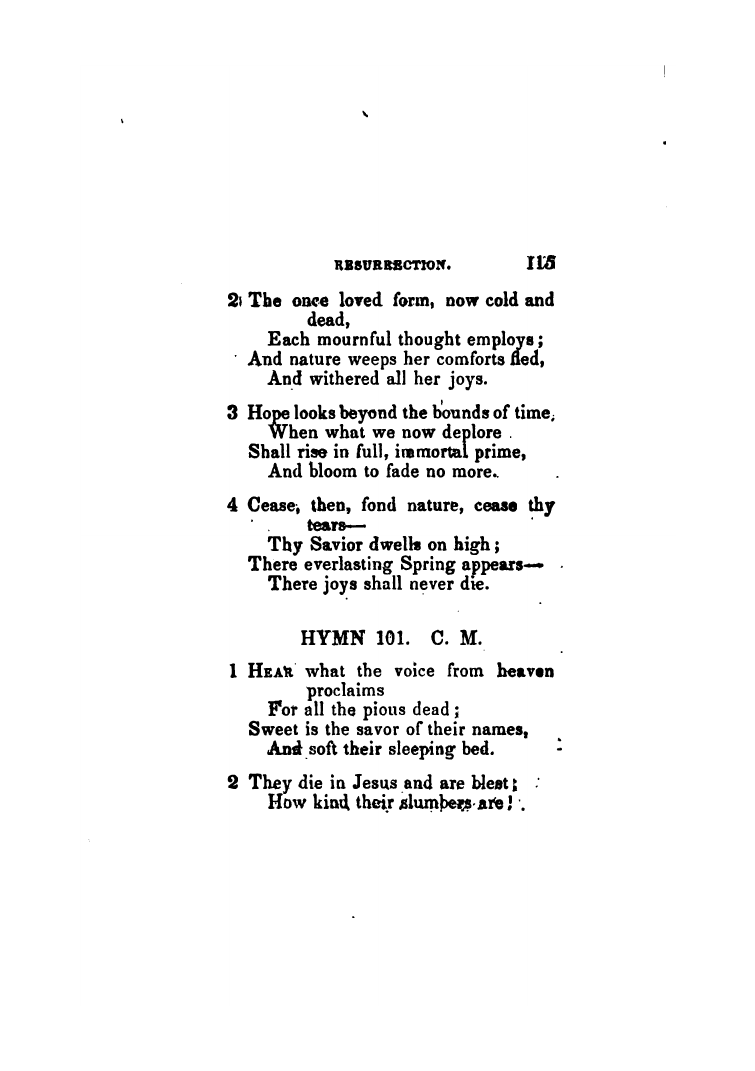 RESURRECTION. 115
2 The once loved form, now cold and
dead,
Each mournful thought employs;
And nature weeps her comforts fled,
And withered all her joys.
3 Hope looks beyond the bounds of time,
When what we now deplore
Shall rise in full, immortal prime,
And bloom to fade no more.
4 Cease, then, fond nature, cease thy
tears—
Thy Savior dwells on high;
There everlasting Spring appears—
There joys shall never die.
HYMN 101. C. M.
1 HEAR what the voice from heaven
proclaims
For all the pious dead;
Sweet is the savor of their names,
And soft their sleeping bed.
2 They die in Jesus and are blest;
How kind their slumbers are!